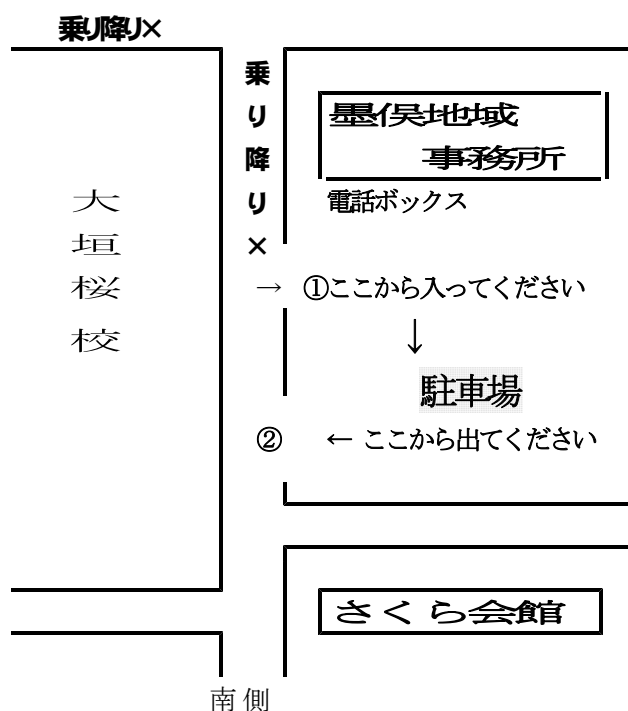 乗り降り×
乗り降り×
墨俣地域
事務所
電話ボックス
大垣桜校
→ ①ここから入ってください
↓
駐車場
② ← ここから出てください
さくら会館
南側